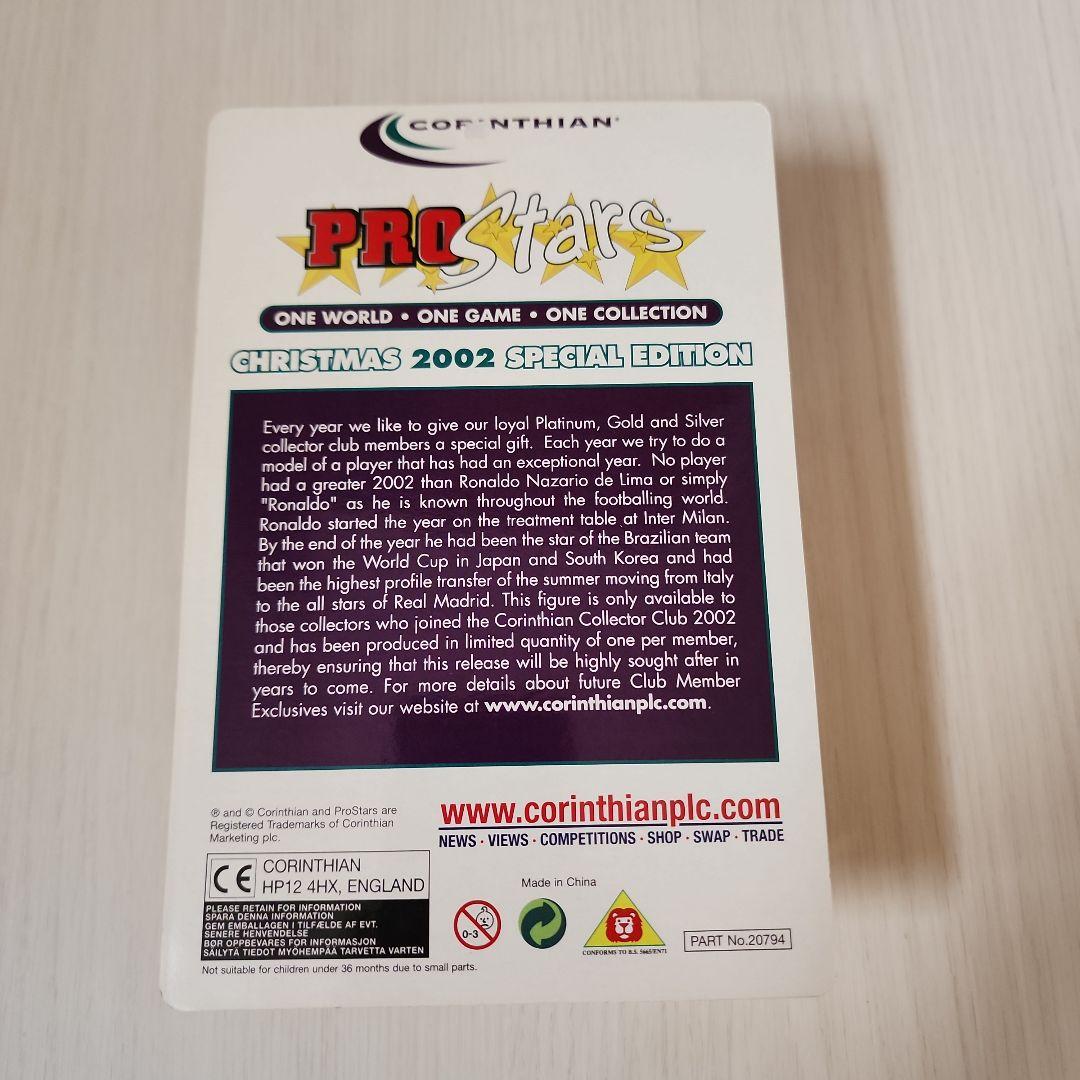 COR NTHIAN
PROStars
ONE WORLD • ONE GAME • ONE COLLECTION
CHRISTMAS 2002 SPECIAL EDITION
Every year we like to give our loyal Platinum, Gold and Silver
collector club members a special gift. Each year we try to do a
model of a player that has had an exceptional year. No player
had a greater 2002 than Ronaldo Nazario de Lima or simply
"Ronaldo" as he is known throughout the footballing world.
Ronaldo started the year on the treatment table at Inter Milan.
By the end of the year he had been the star of the Brazilian team
that won the World Cup in Japan and South Korea and had
been the highest profile transfer of the summer moving from Italy
to the all stars of Real Madrid. This figure is only available to
those collectors who joined the Corinthian Collector Club 2002
and has been produced in limited quantity of one per member,
thereby ensuring that this release will be highly sought after in
years to come. For more details about future Club Member
Exclusives visit our website at www.corinthianplc.com.
® and © Corinthian and ProStars are
Registered Trademarks of Corinthian
Marketing plc.
www.corinthianplc.com
NEWS · VIEWS · COMPETITIONS · SHOP · SWAP · TRADE
CE CORINTHIAN
HP12 4HX, ENGLAND
PLEASE RETAIN FOR INFORMATION
SPARA DENNA INFORMATION
GEM EMBALLAGEN I TILFÆLDE AF EVT.
SENERE HENVENDELSE
BØR OPPBEVARES FOR INFORMASJON
SÄILYTÄ TIEDOT MYÖHEMPÄÄ TARVETTA VARTEN
Not suitable for children under 36 months due to small parts.
Made in China
0-3
CONFORMS TO B.S. 5665/EN71
PART No.20794